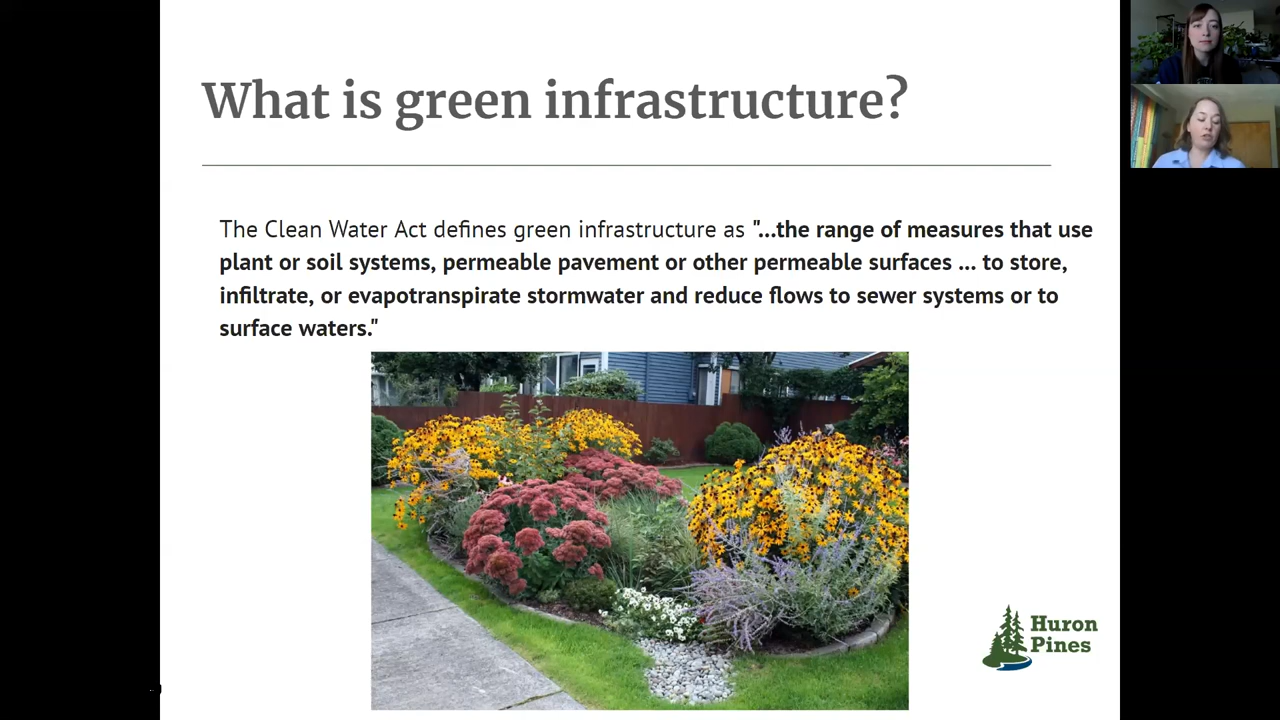 What is green infrastructure?
The Clean Water Act defines green infrastructure as "...the range of measures that use
plant or soil systems, permeable pavement or other permeable surfaces ... to store,
infiltrate, or evapotranspirate stormwater and reduce flows to sewer systems or to
surface waters."
Huron
Pines